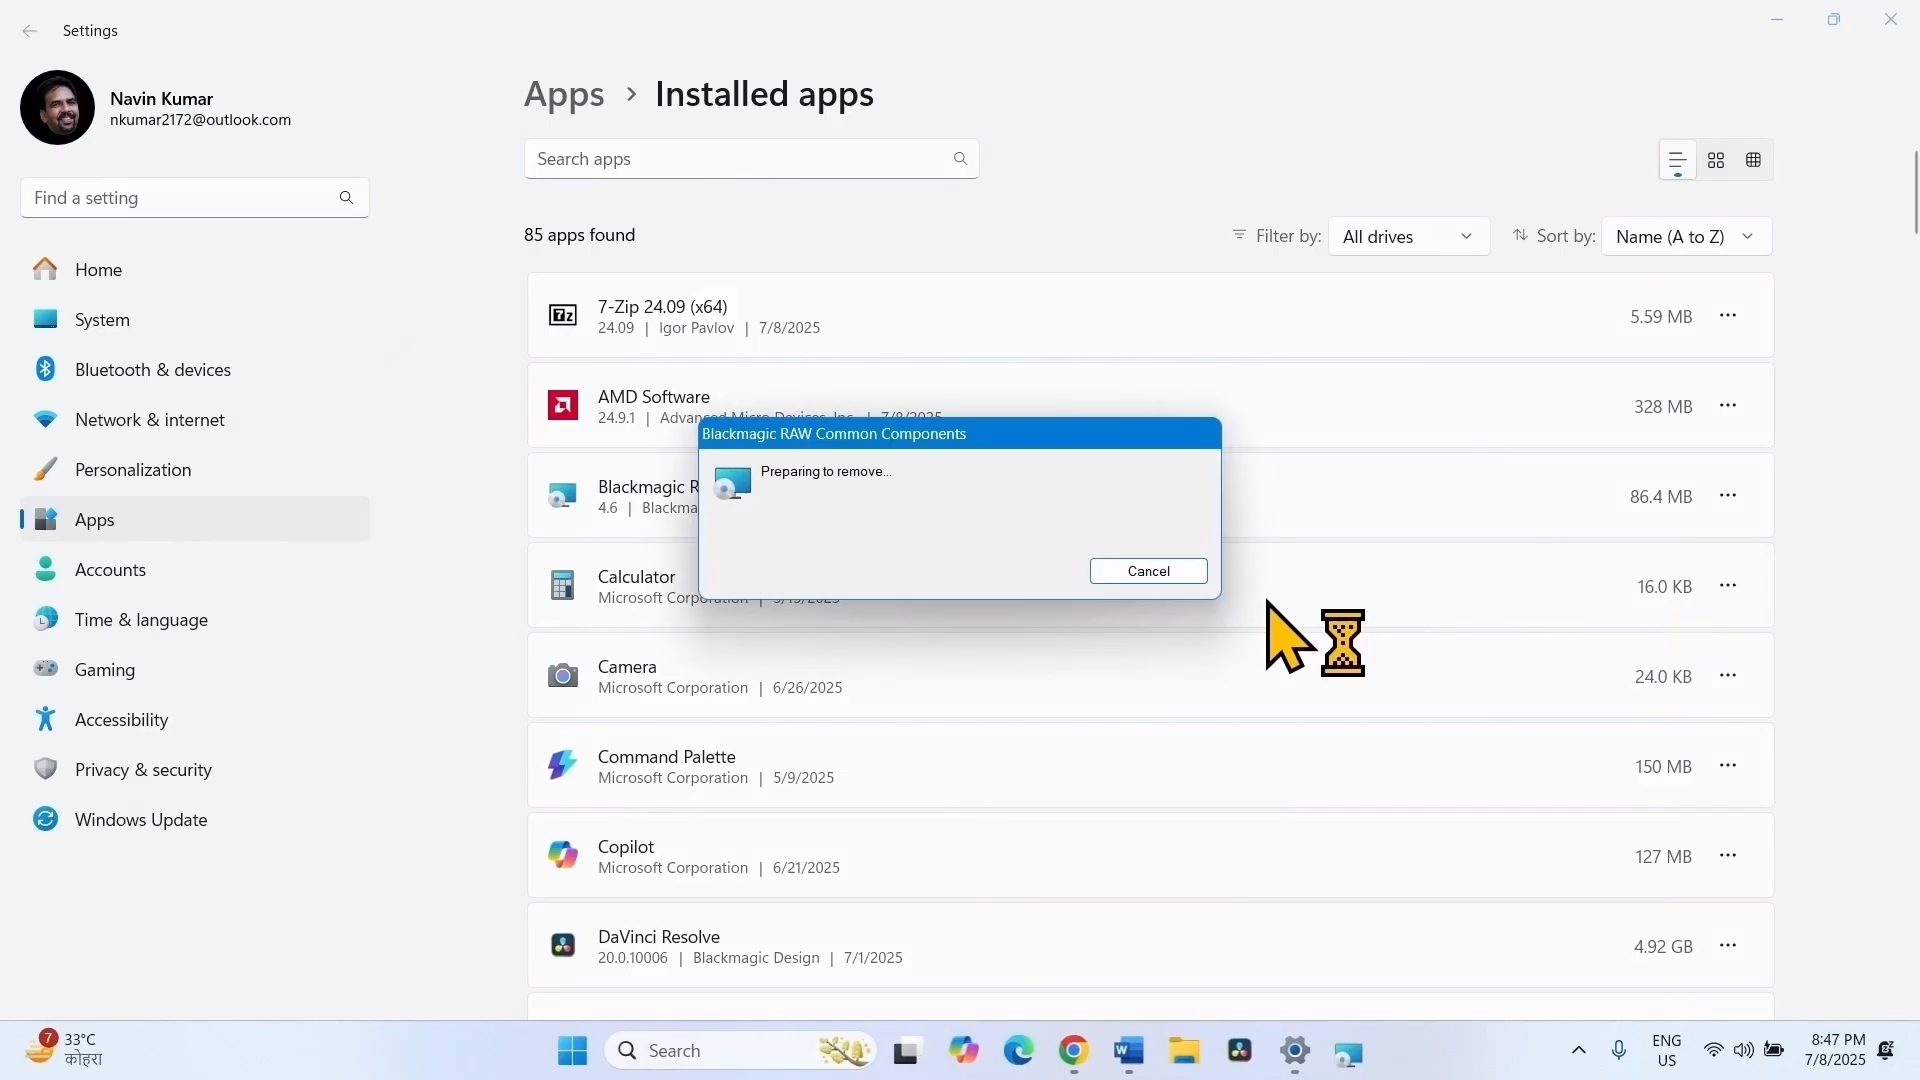 Settings
Navin Kumar
nkumar2172@outlook.com
Find a setting
Home
System
Bluetooth & devices
Network & internet
Personalization
Apps
Accounts
Time & language
Gaming
Accessibility
Privacy & security
Windows Update
Apps > Installed apps
Search apps
85 apps found
Filter by: All drives
Sort by: Name (A to Z)
7-Zip 24.09 (x64)
24.09 | Igor Pavlov | 7/8/2025
5.59 MB
AMD Software
24.9.1 | Advanced Micro Devices, Inc. | 7/8/2025
328 MB
Blackmagic R
4.6 | Blackma
86.4 MB
Blackmagic RAW Common Components
Preparing to remove...
Cancel
Calculator
Microsoft Corporation |
16.0 KB
Camera
Microsoft Corporation | 6/26/2025
24.0 KB
Command Palette
Microsoft Corporation | 5/9/2025
150 MB
Copilot
Microsoft Corporation | 6/21/2025
127 MB
DaVinci Resolve
20.0.10006 | Blackmagic Design | 7/1/2025
4.92 GB
7
33°C
कोहरा
Search
ENG
US
8:47 PM
7/8/2025